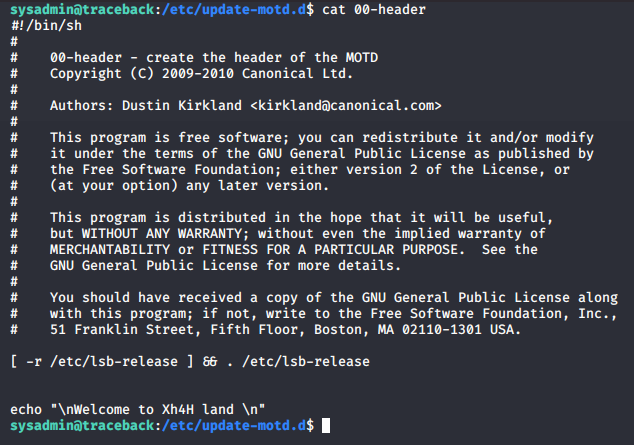 sysadmin@traceback:/etc/update-motd.d$ cat 00-header
#!/bin/sh
#
#    00-header - create the header of the MOTD
#    Copyright (C) 2009-2010 Canonical Ltd.
#
#    Authors: Dustin Kirkland <kirkland@canonical.com>
#
#    This program is free software; you can redistribute it and/or modify
#    it under the terms of the GNU General Public License as published by
#    the Free Software Foundation; either version 2 of the License, or
#    (at your option) any later version.
#
#    This program is distributed in the hope that it will be useful,
#    but WITHOUT ANY WARRANTY; without even the implied warranty of
#    MERCHANTABILITY or FITNESS FOR A PARTICULAR PURPOSE.  See the
#    GNU General Public License for more details.
#
#    You should have received a copy of the GNU General Public License along
#    with this program; if not, write to the Free Software Foundation, Inc.,
#    51 Franklin Street, Fifth Floor, Boston, MA 02110-1301 USA.
[ -r /etc/lsb-release ] && . /etc/lsb-release
echo "\nWelcome to Xh4H land \n"
sysadmin@traceback:/etc/update-motd.d$